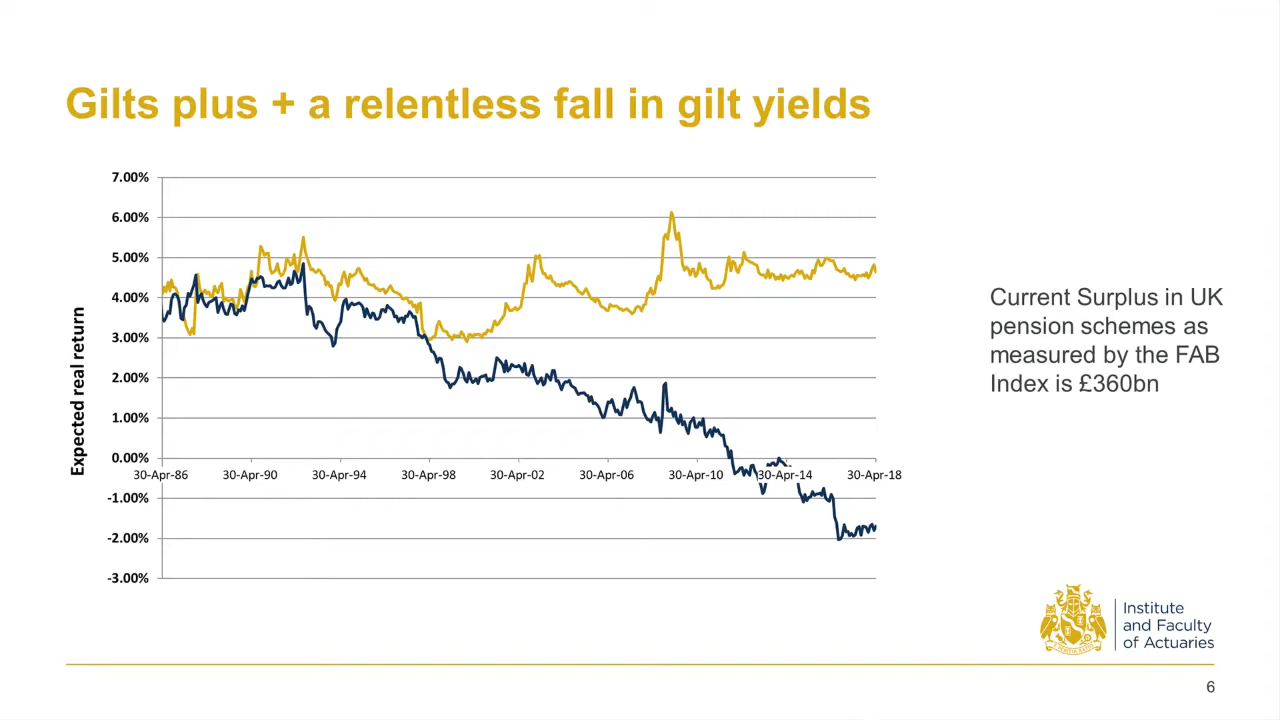 Gilts plus + a relentless fall in gilt yields
7.00%
6.00%
5.00%
4.00%
3.00%
2.00%
1.00%
0.00%
-1.00%
-2.00%
-3.00%
Expected real return
30-Apr-86
30-Apr-90
30-Apr-94
30-Apr-98
30-Apr-02
30-Apr-06
30-Apr-10
30-Apr-14
30-Apr-18
Current Surplus in UK
pension schemes as
measured by the FAB
Index is £360bn
Institute
and Faculty
of Actuaries
6